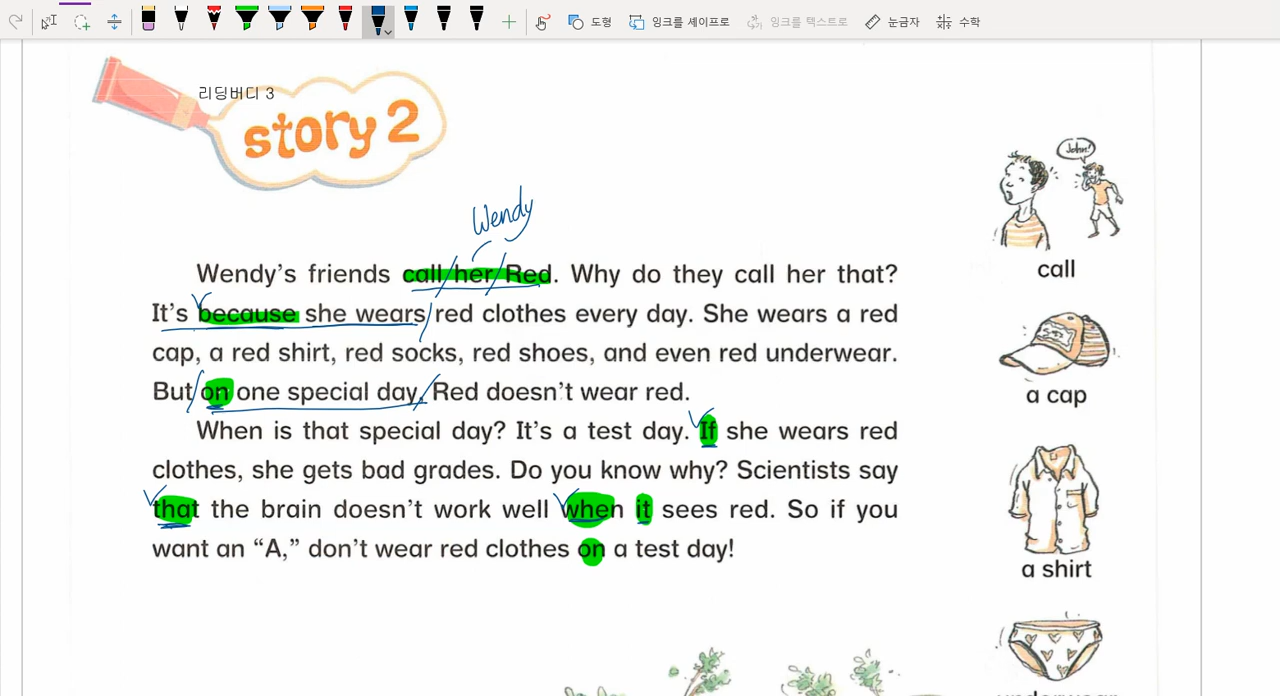 도형
잉크를 셰이프로
잉크를 텍스트로
눈금자
수학
리딩버디 3
story 2
John!
call
Wendy
Wendy's friends call her Red. Why do they call her that?
It's because she wears red clothes every day. She wears a red
cap, a red shirt, red socks, red shoes, and even red underwear.
But on one special day, Red doesn't wear red.
When is that special day? It's a test day. If she wears red
clothes, she gets bad grades. Do you know why? Scientists say
that the brain doesn't work well when it sees red. So if you
want an “A,” don't wear red clothes on a test day!
a cap
a shirt
underwear